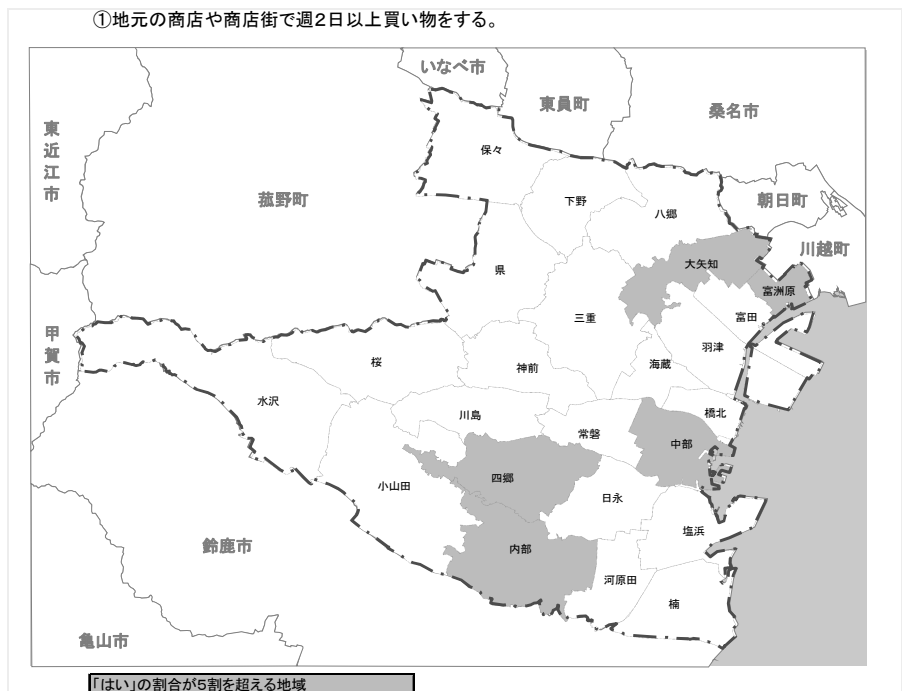 ①地元の商店や商店街で週2日以上買い物をする。
いなべ市
東員町
桑名市
東近江市
保々
菰野町
下野
八郷
朝日町
川越町
県
大矢知
富洲原
三重
富田
甲賀市
羽津
桜
神前
海蔵
水沢
川島
橋北
常磐
中部
四郷
小山田
日永
塩浜
鈴鹿市
内部
河原田
楠
亀山市
「はい」の割合が5割を超える地域